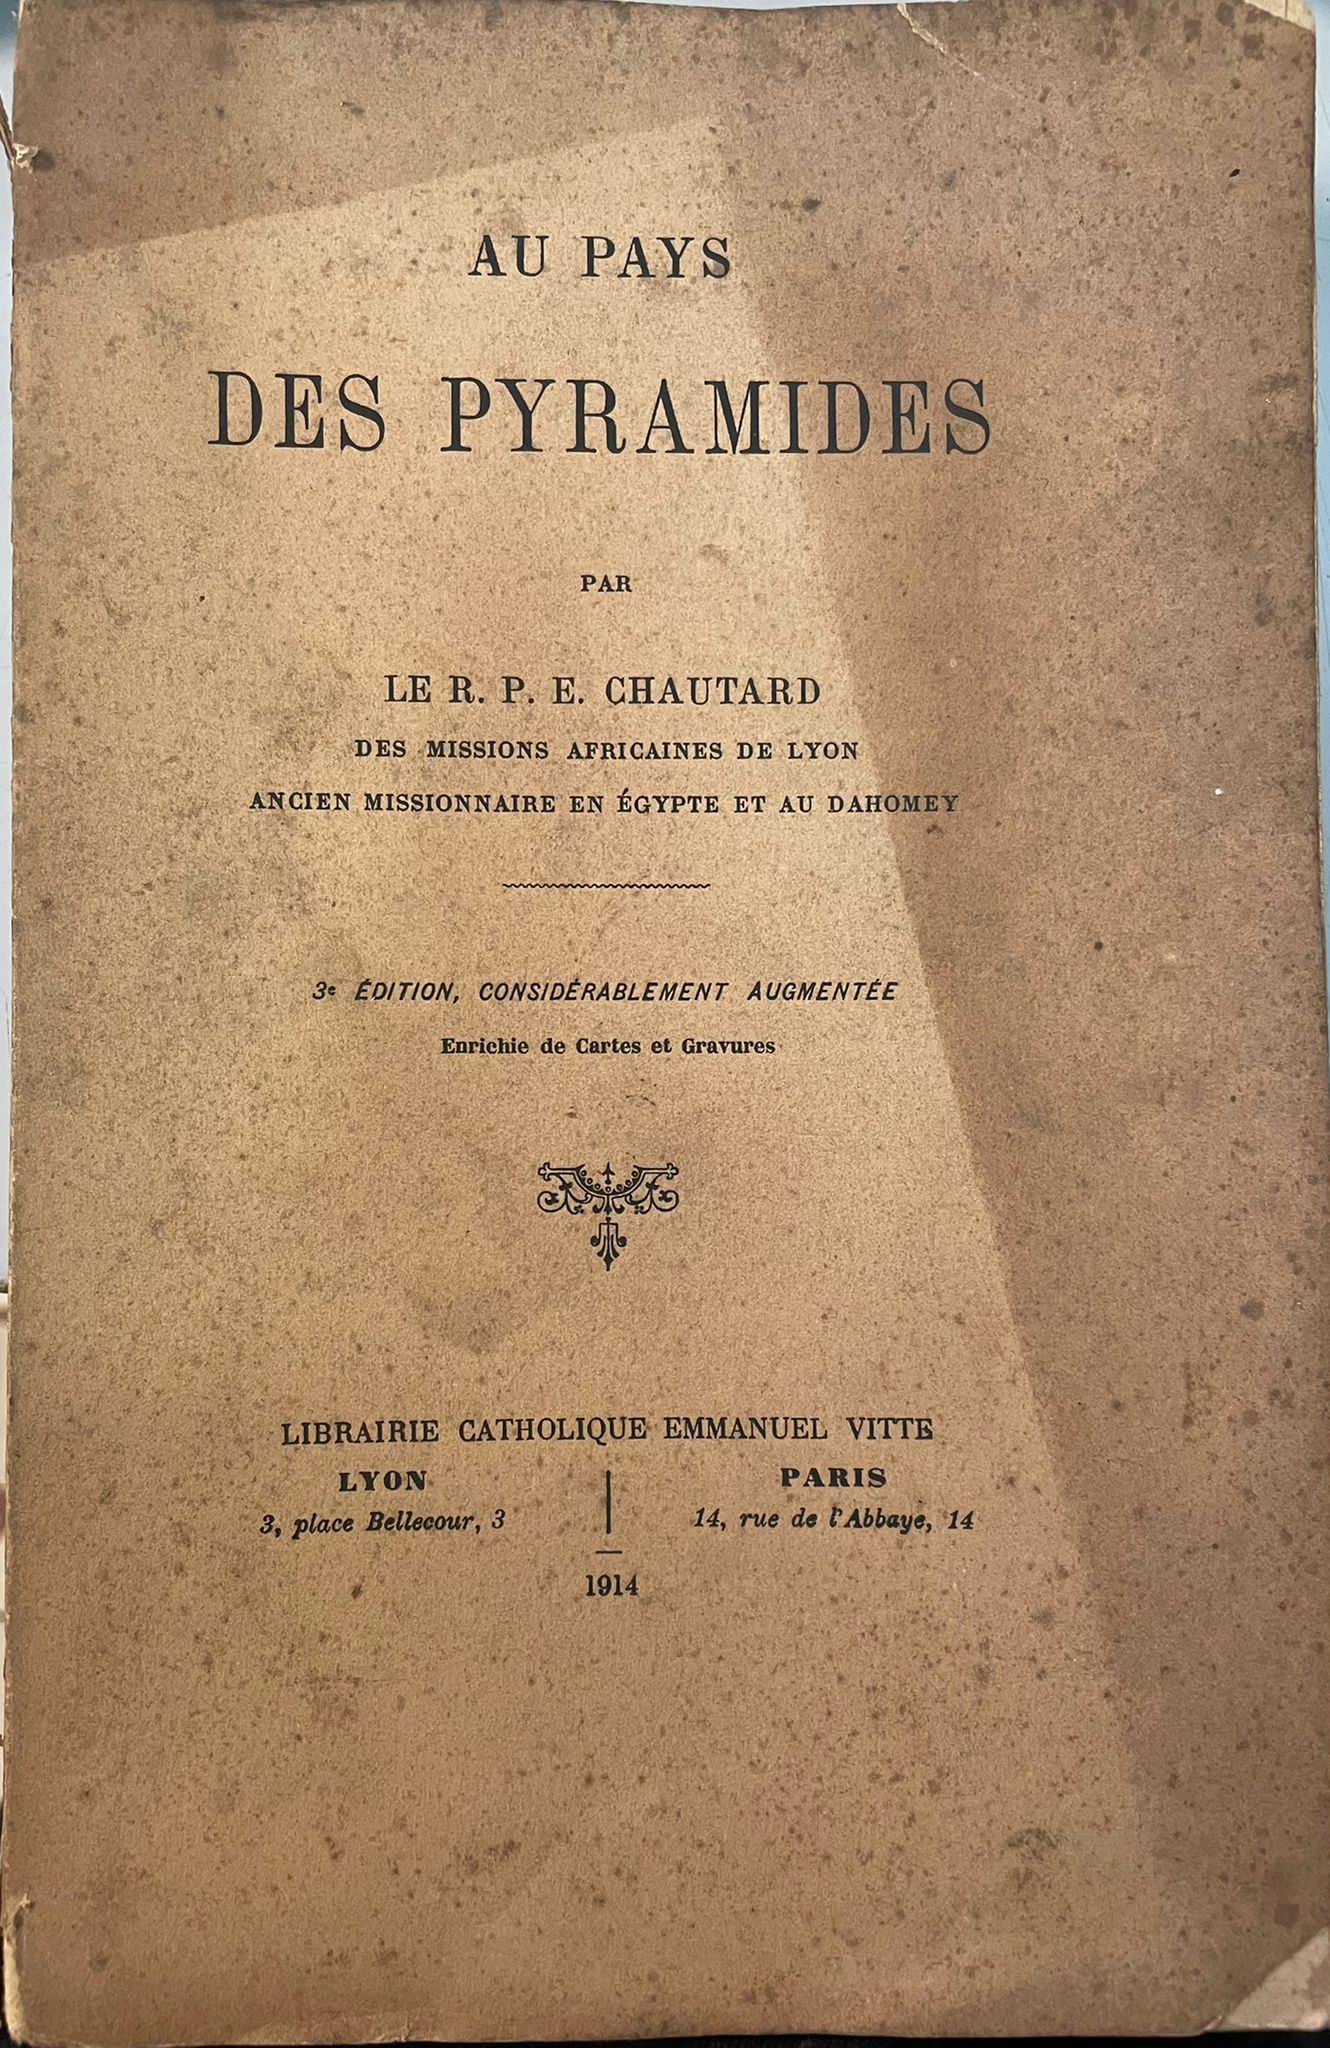 AU PAYS
DES PYRAMIDES
PAR
LE R. P. E. CHAUTARD
DES MISSIONS AFRICAINES DE LYON
ANCIEN MISSIONNAIRE EN ÉGYPTE ET AU DAHOMEY
3e ÉDITION, CONSIDÉRABLEMENT AUGMENTÉE
Enrichie de Cartes et Gravures
LIBRAIRIE CATHOLIQUE EMMANUEL VITTE
LYON
3, place Bellecour, 3
PARIS
14, rue de l'Abbaye, 14
1914